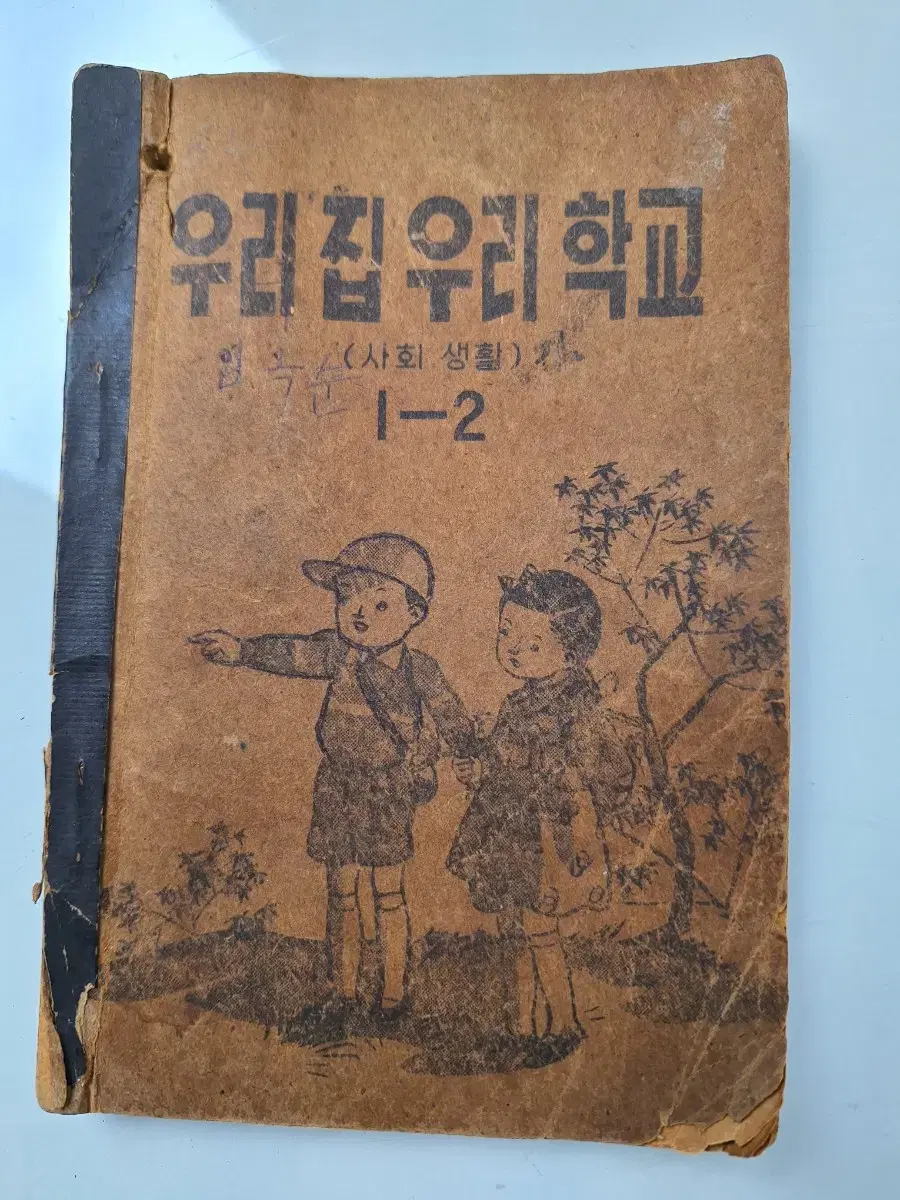 우리 집 우리 학교
(사회 생활)
1-2